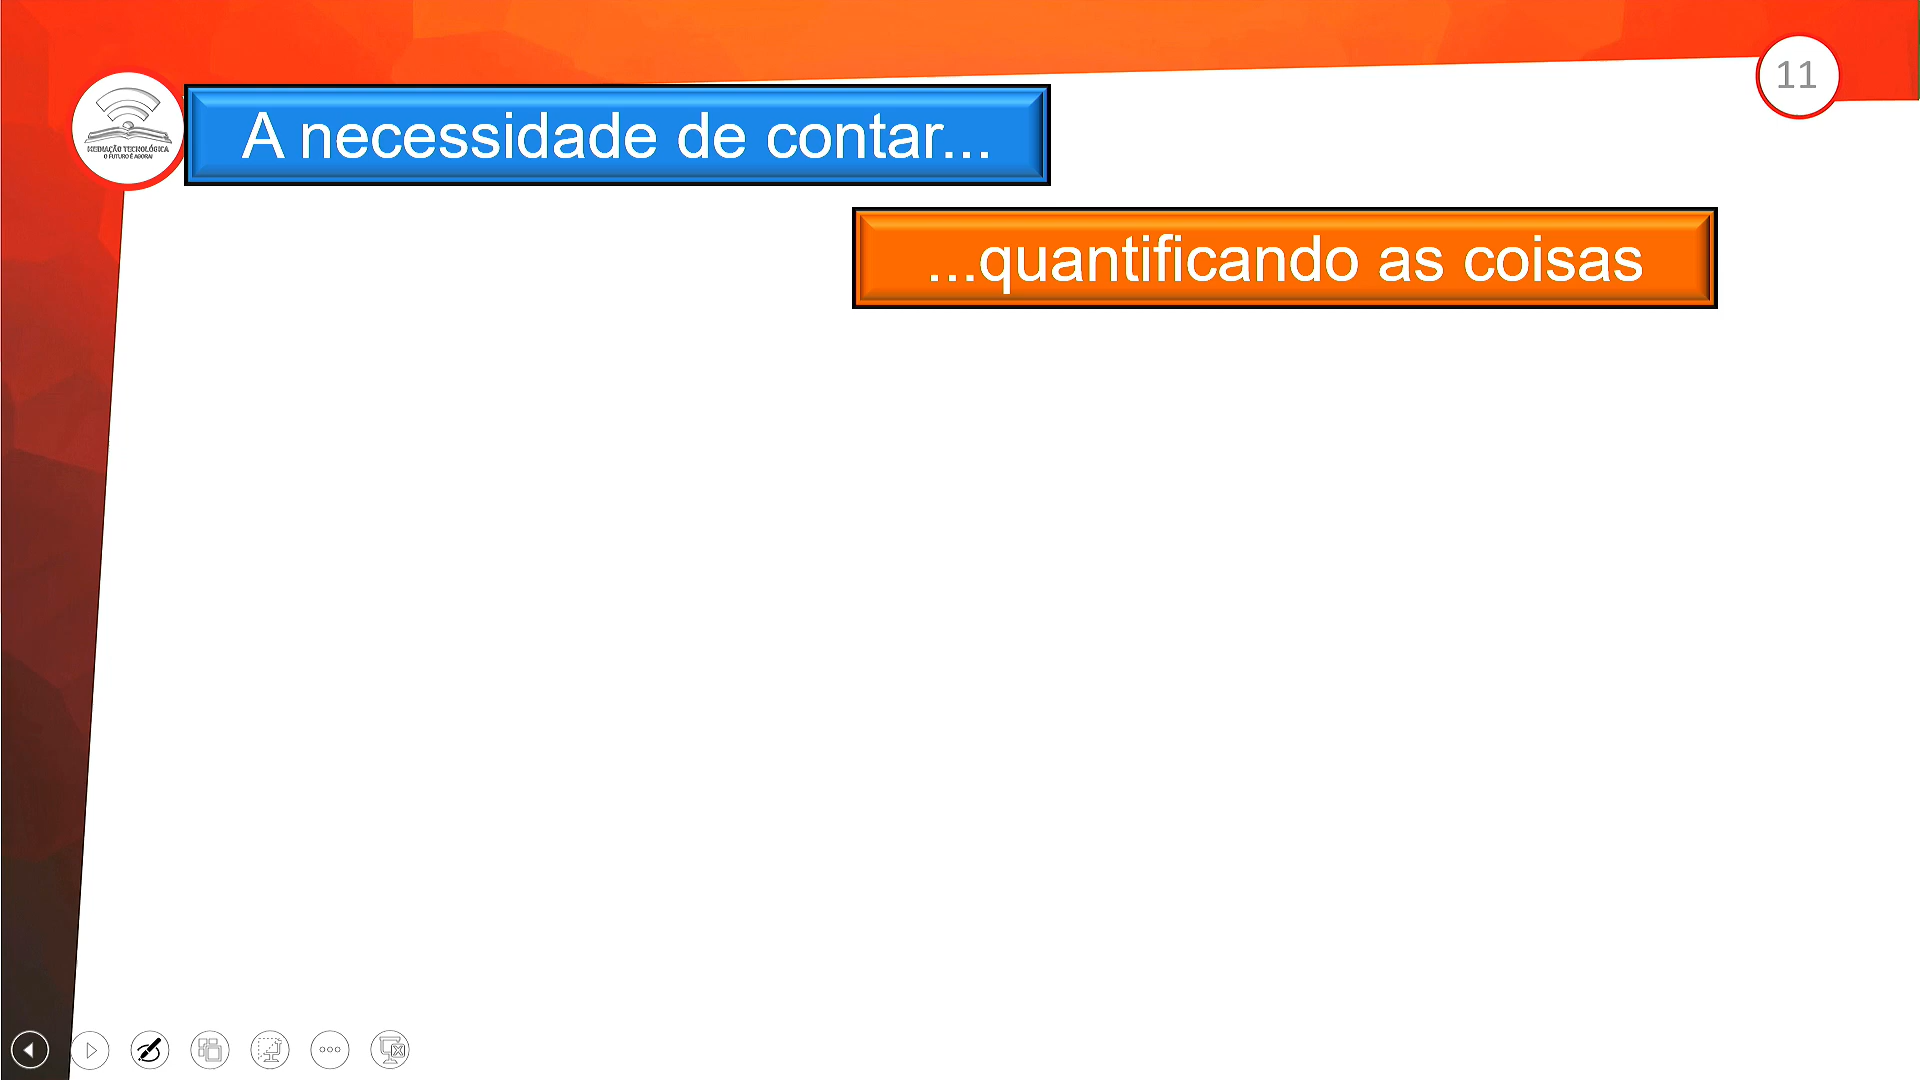 11
MEDIAÇÃO TECNOLÓGICA
O FUTURO É AGORA!
A necessidade de contar...
...quantificando as coisas